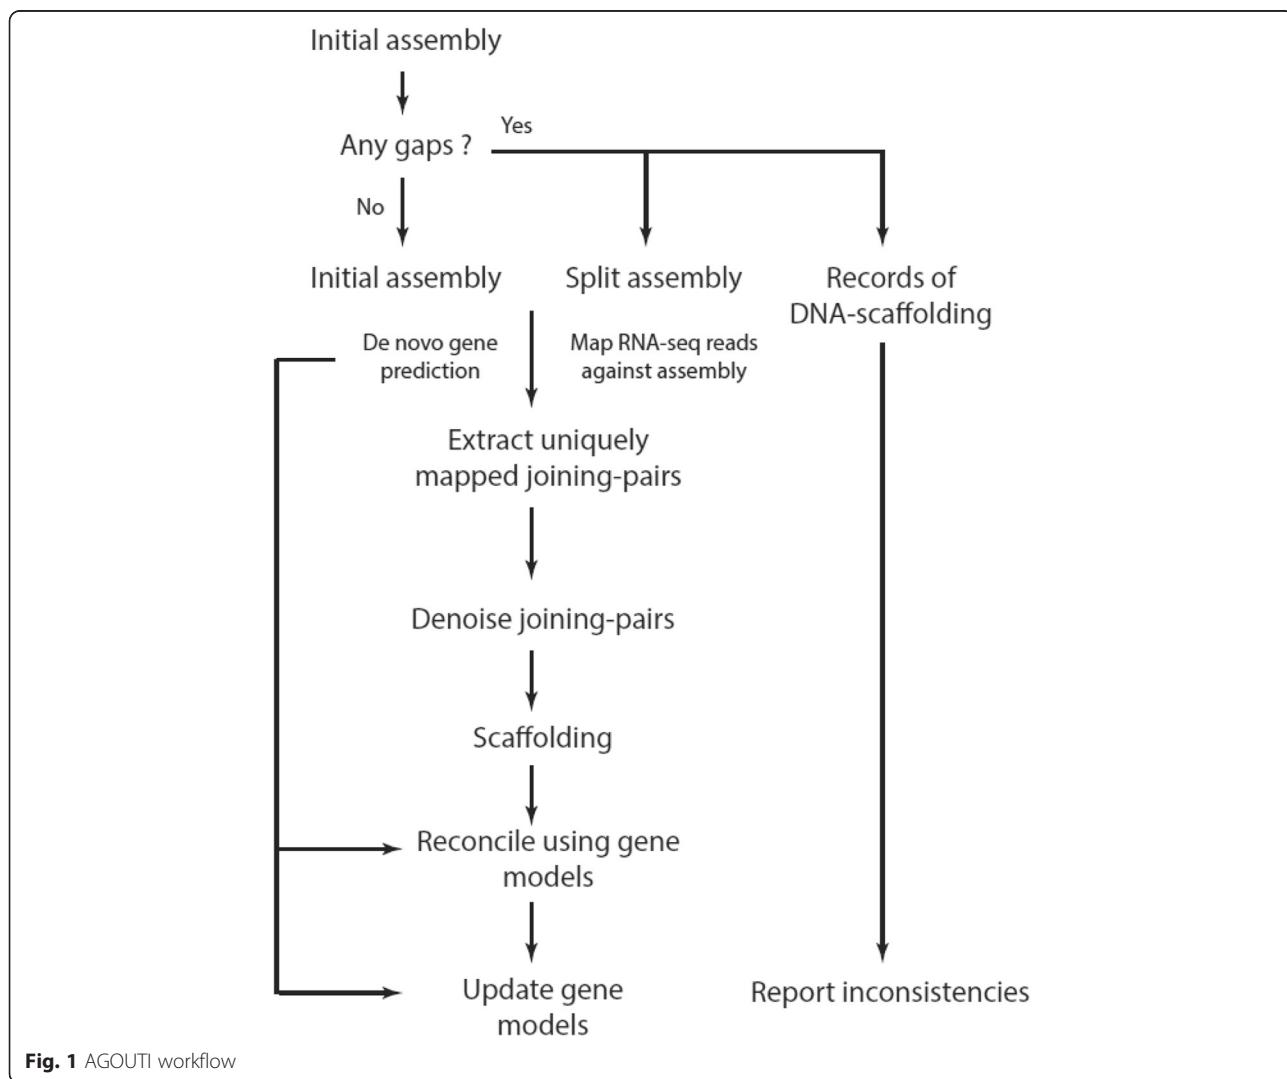 Initial assembly
Any gaps ?
Yes
No
Initial assembly
Split assembly
Records of
DNA-scaffolding
De novo gene
prediction
Map RNA-seq reads
against assembly
Extract uniquely
mapped joining-pairs
Denoise joining-pairs
Scaffolding
Reconcile using gene
models
Update gene
models
Report inconsistencies
Fig. 1 AGOUTI workflow